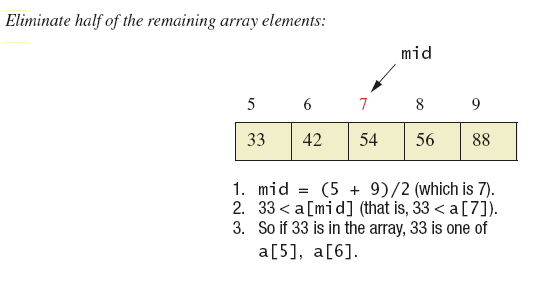 Eliminate half of the remaining array elements:
mid
5 6 7 8 9
33 42 54 56 88
1. mid = (5 + 9)/2 (which is 7).
2. 33 < a[mid] (that is, 33 < a[7]).
3. So if 33 is in the array, 33 is one of
a[5], a[6].